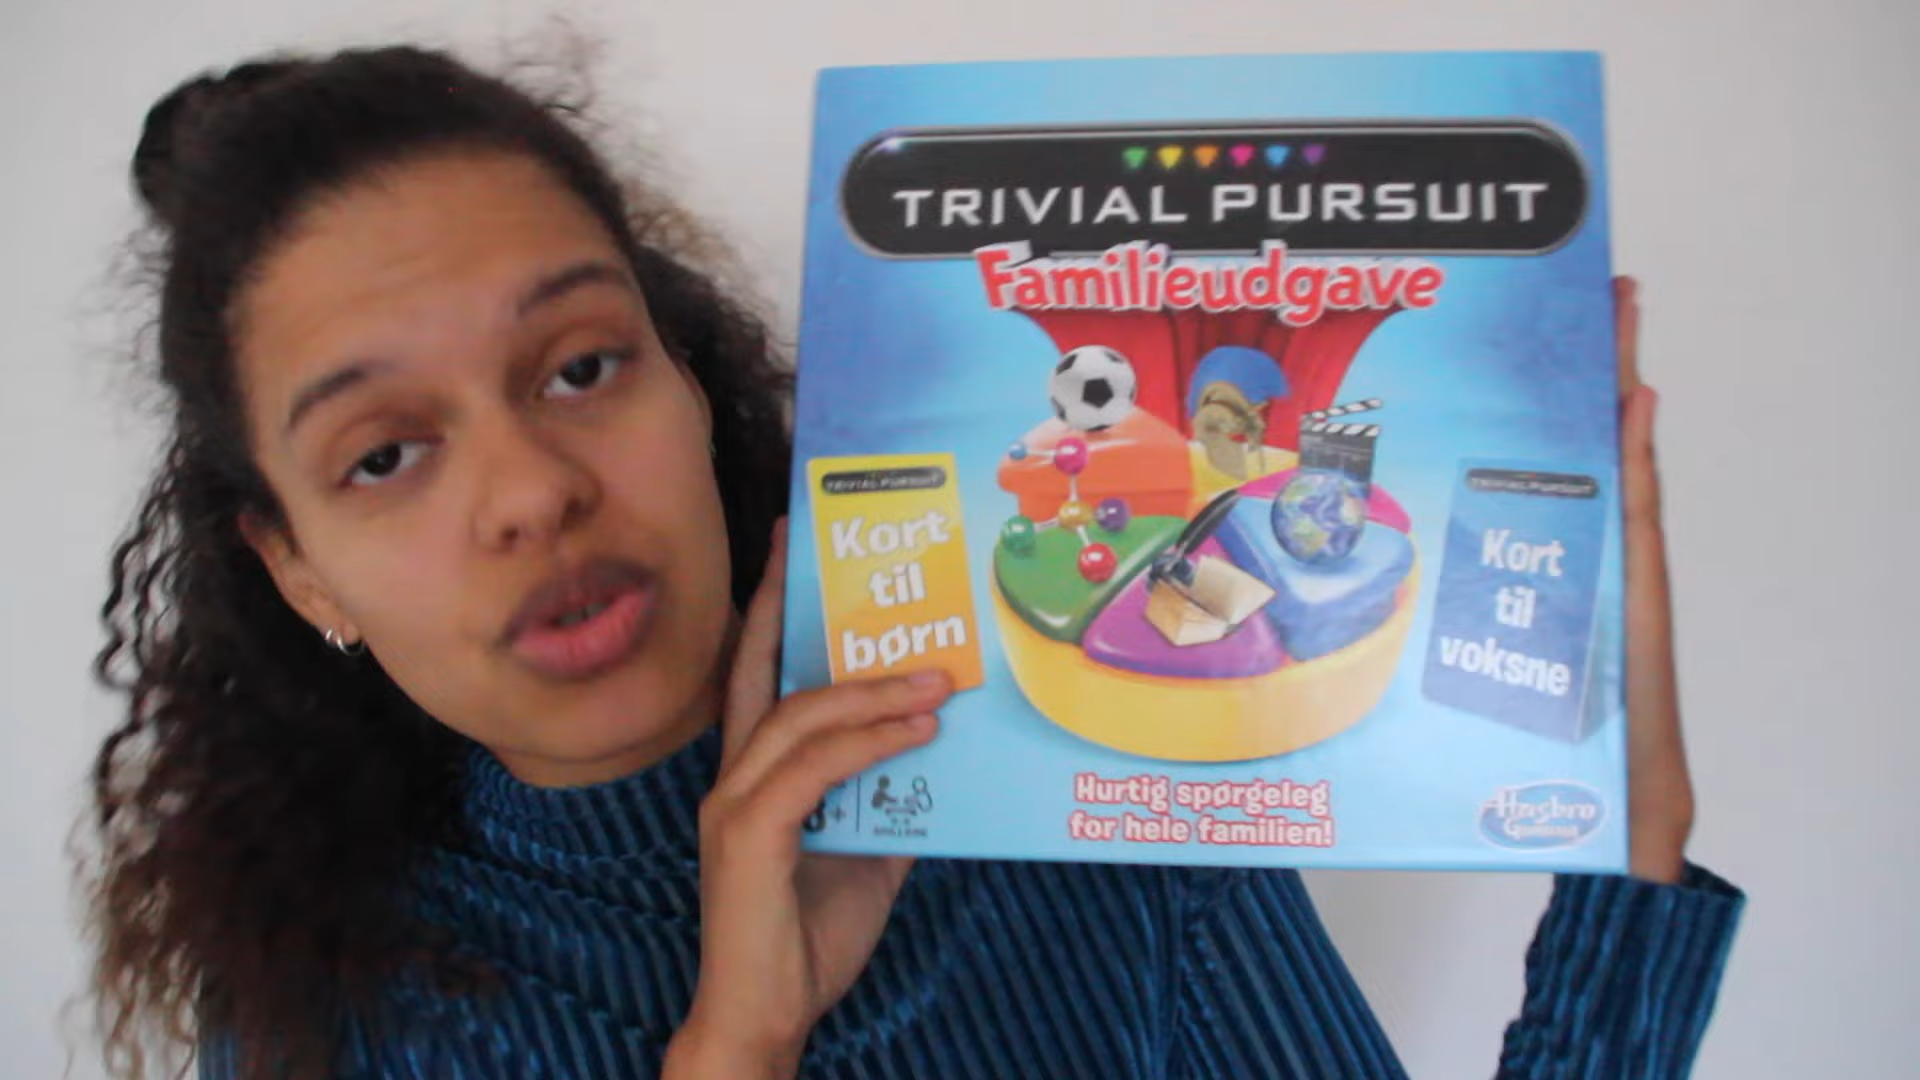 TRIVIAL PURSUIT
Familieudgave
TRIVIAL PURSUIT
Kort
til
børn
TRIVIAL PURSUIT
Kort
til
voksne
Hurtig spørgeleg
for hele familien!
8+
Hasbro
Gaming